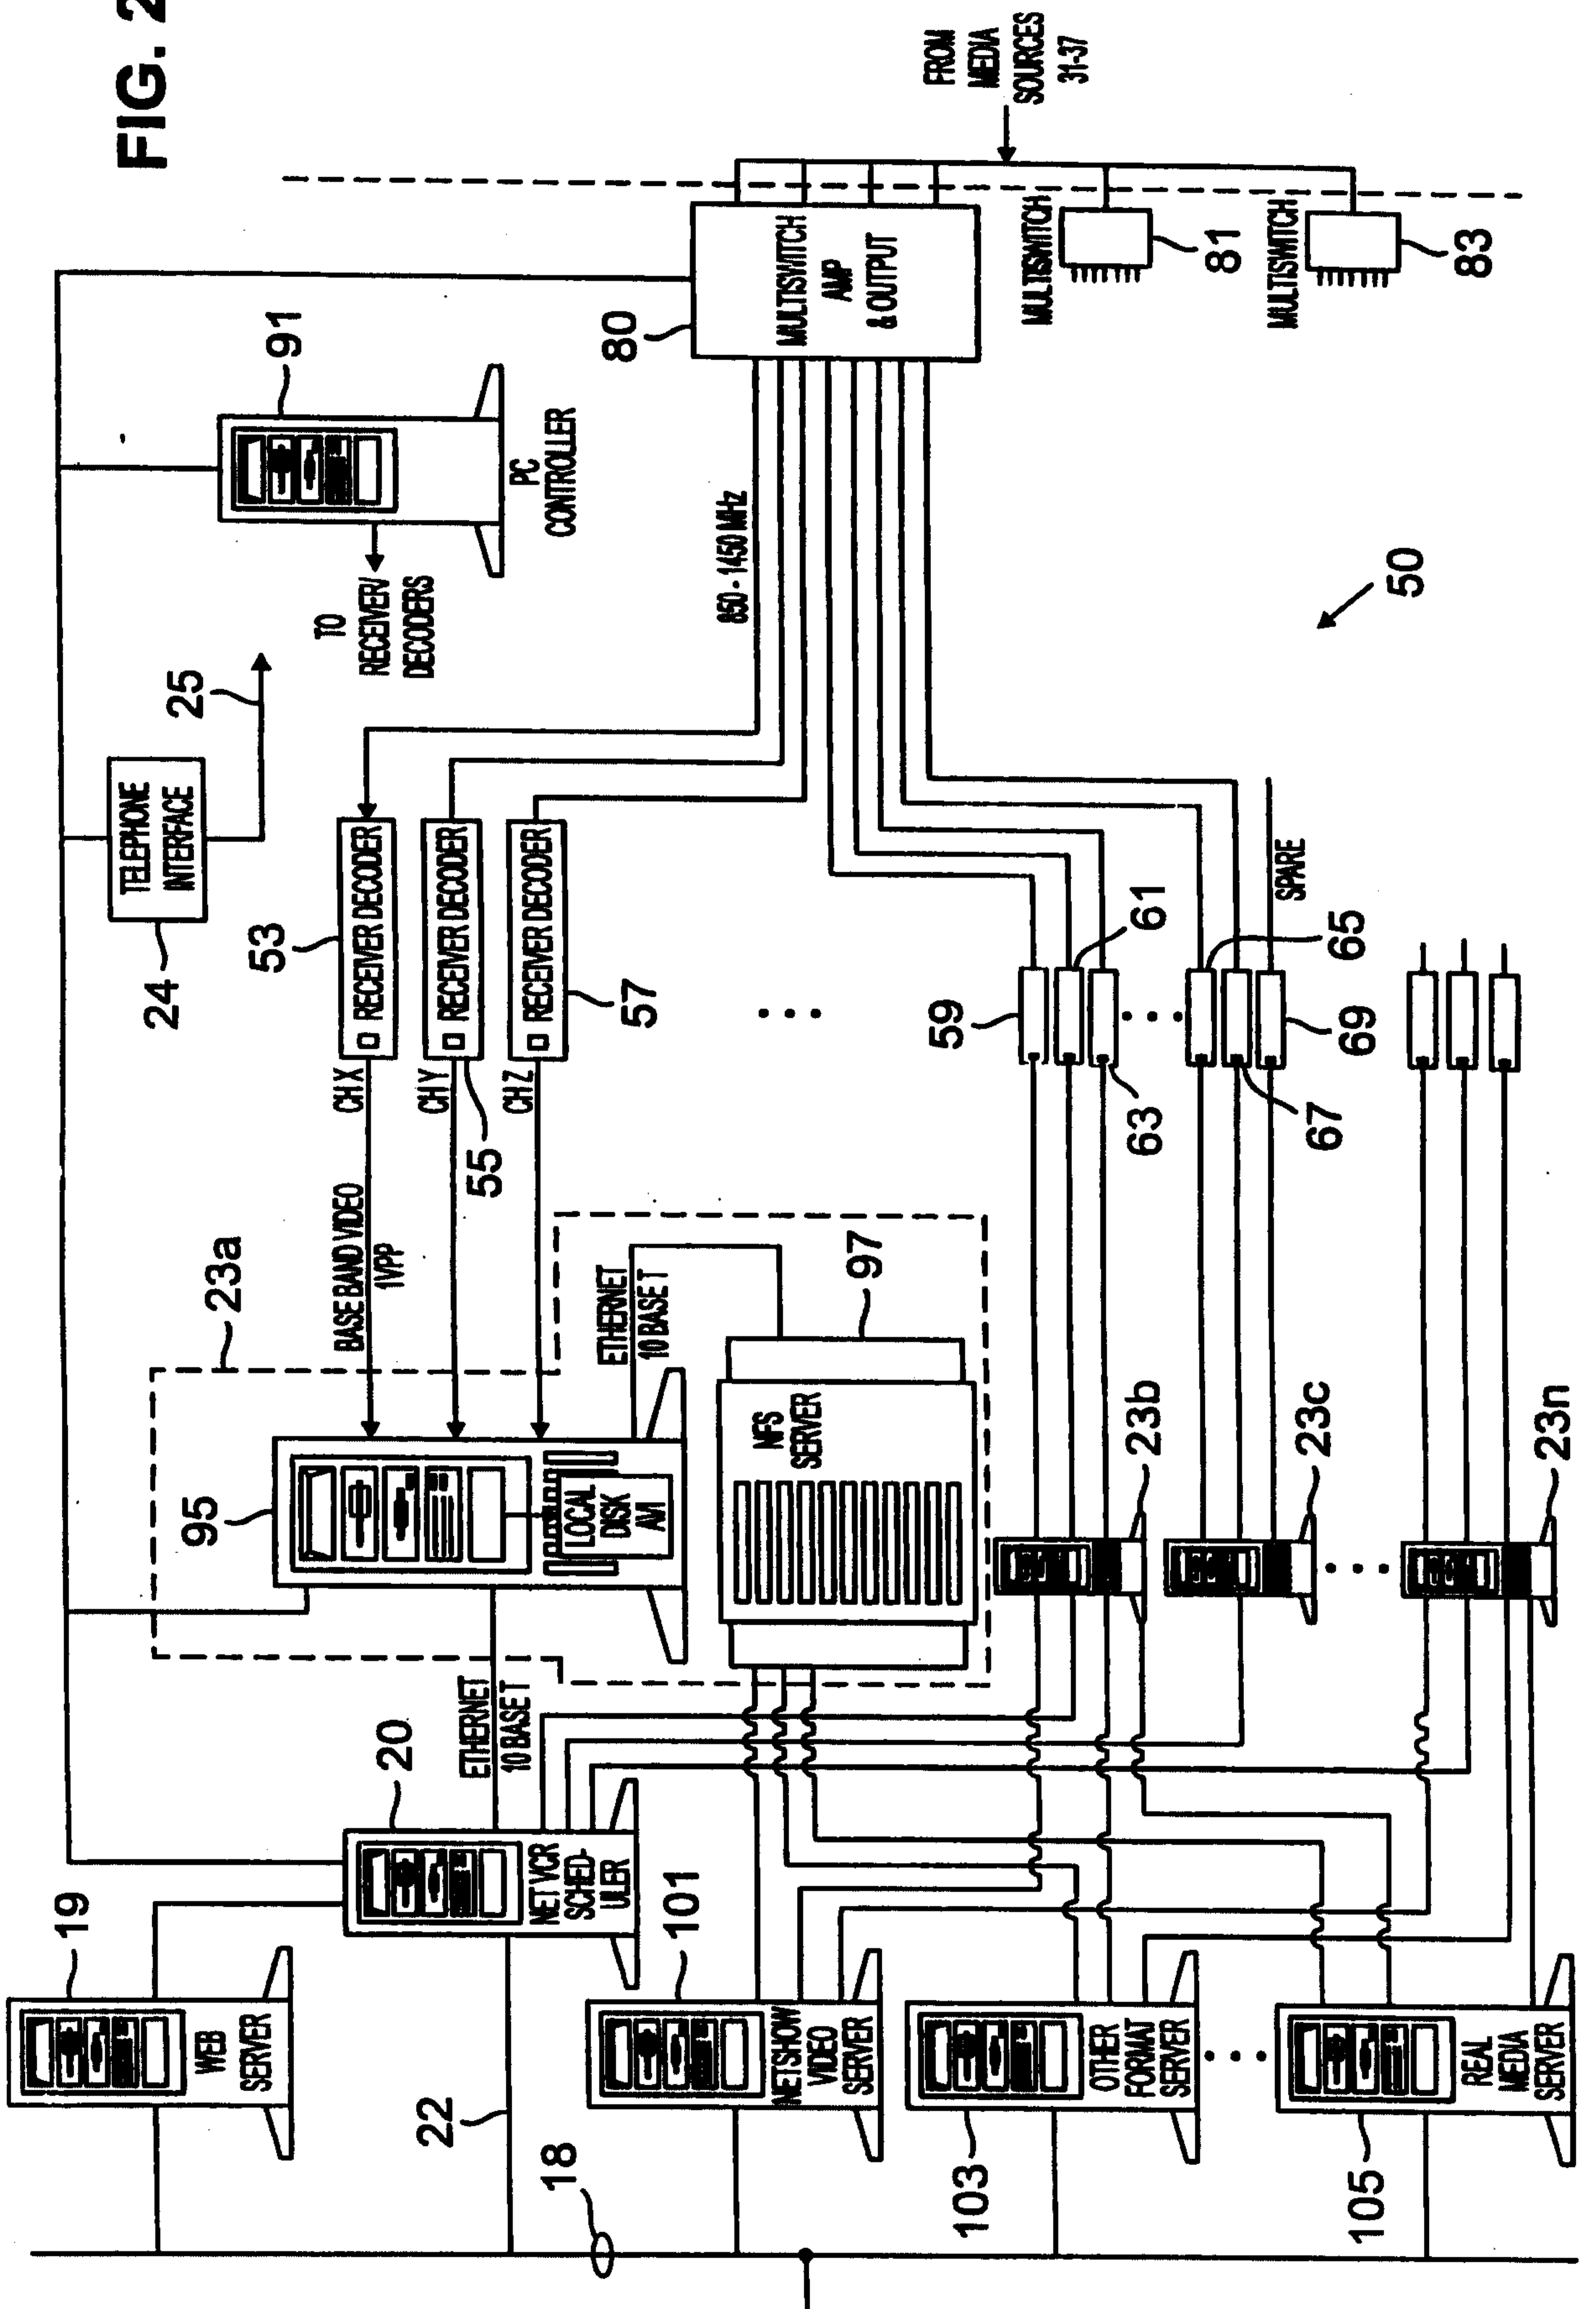 FIG. 2
19
WEB
SERVER
20
NET VCR
SCHED-
ULER
22
18
101
NETSHOW
VIDEO
SERVER
103
OTHER
FORMAT
SERVER
105
REAL
MEDIA
SERVER
ETHERNET
10 BASE T
23a
95
LOCAL
DISK
AVI
NFS
SERVER
97
ETHERNET
10 BASE T
BASE BAND VIDEO
1VPP
23b
23c
23n
24
TELEPHONE
INTERFACE
25
53
RECEIVER DECODER
CH X
RECEIVER DECODER
CH Y
55
RECEIVER DECODER
CH Z
57
59
61
63
65
67
69
SPARE
TO
RECEIVER/
DECODERS
91
PC
CONTROLLER
850 - 1450 MHz
80
MULTISWITCH
AMP
& OUTPUT
MULTISWITCH
81
MULTISWITCH
83
FROM
MEDIA
SOURCES
31-37
50